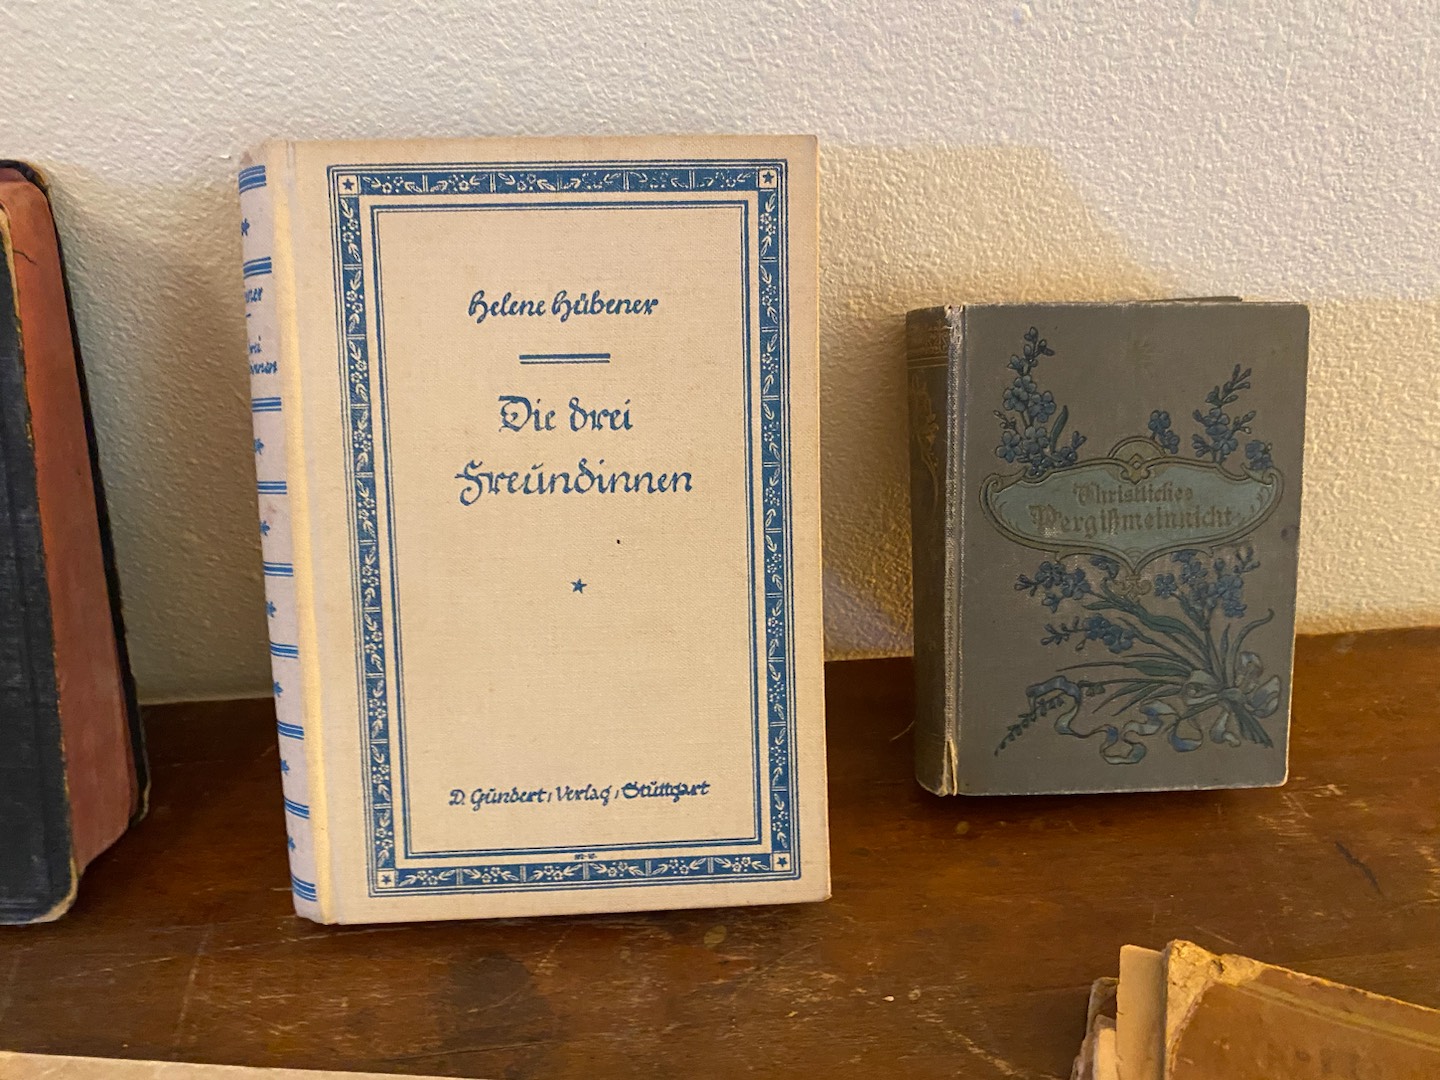 Helene Hübener
Die drei
Freundinnen
D. Gundert, Verlag, Stuttgart
Christliches
Vergißmeinnicht